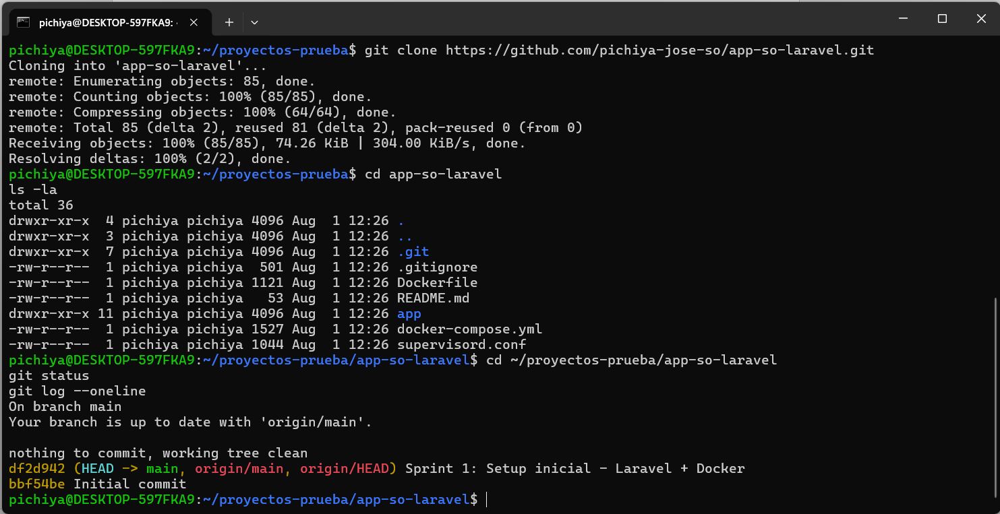 pichiya@DESKTOP-597FKA9: ·
pichiya@DESKTOP-597FKA9:~/proyectos-prueba$ git clone https://github.com/pichiya-jose-so/app-so-laravel.git
Cloning into 'app-so-laravel'...
remote: Enumerating objects: 85, done.
remote: Counting objects: 100% (85/85), done.
remote: Compressing objects: 100% (64/64), done.
remote: Total 85 (delta 2), reused 81 (delta 2), pack-reused 0 (from 0)
Receiving objects: 100% (85/85), 74.26 KiB | 304.00 KiB/s, done.
Resolving deltas: 100% (2/2), done.
pichiya@DESKTOP-597FKA9:~/proyectos-prueba$ cd app-so-laravel
ls -la
total 36
drwxr-xr-x  4 pichiya pichiya 4096 Aug  1 12:26 .
drwxr-xr-x  3 pichiya pichiya 4096 Aug  1 12:26 ..
drwxr-xr-x  7 pichiya pichiya 4096 Aug  1 12:26 .git
-rw-r--r--  1 pichiya pichiya  501 Aug  1 12:26 .gitignore
-rw-r--r--  1 pichiya pichiya 1121 Aug  1 12:26 Dockerfile
-rw-r--r--  1 pichiya pichiya   53 Aug  1 12:26 README.md
drwxr-xr-x 11 pichiya pichiya 4096 Aug  1 12:26 app
-rw-r--r--  1 pichiya pichiya 1527 Aug  1 12:26 docker-compose.yml
-rw-r--r--  1 pichiya pichiya 1044 Aug  1 12:26 supervisord.conf
pichiya@DESKTOP-597FKA9:~/proyectos-prueba/app-so-laravel$ cd ~/proyectos-prueba/app-so-laravel
git status
git log --oneline
On branch main
Your branch is up to date with 'origin/main'.
nothing to commit, working tree clean
df2d942 (HEAD -> main, origin/main, origin/HEAD) Sprint 1: Setup inicial - Laravel + Docker
bbf54be Initial commit
pichiya@DESKTOP-597FKA9:~/proyectos-prueba/app-so-laravel$